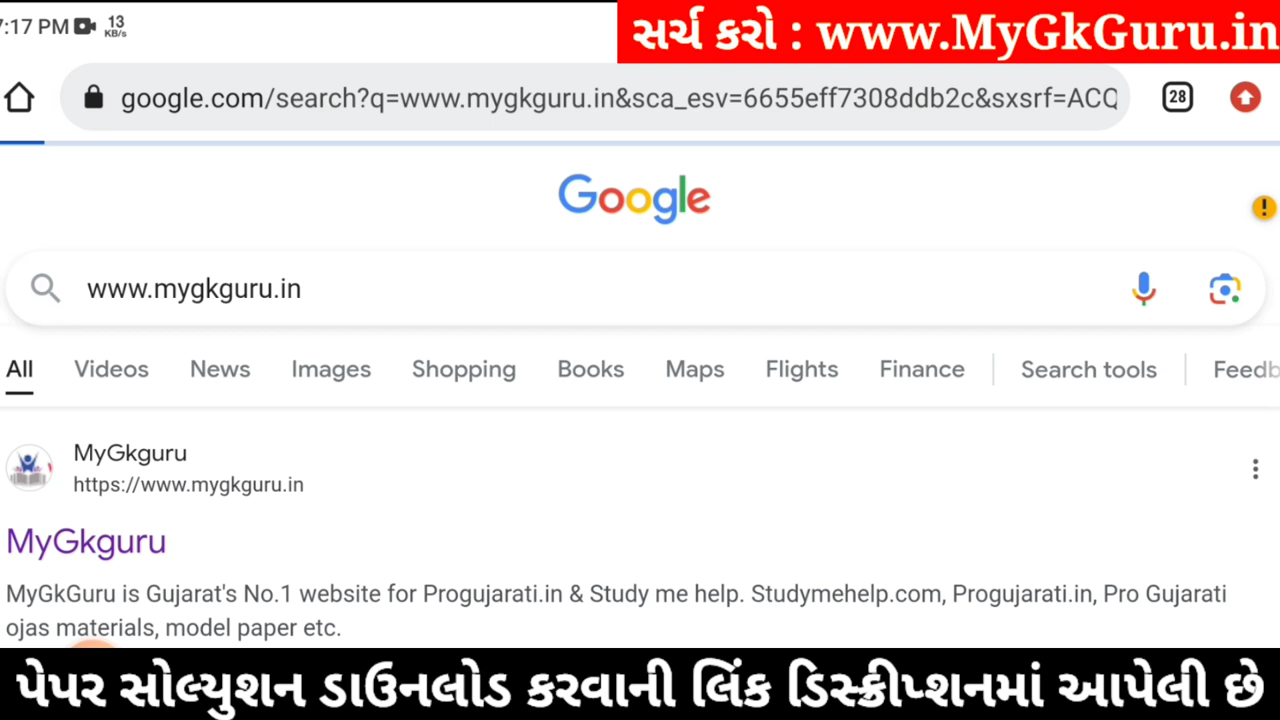 7:17 PM 13 KB/s
સર્ચ કરો : www.MyGkGuru.in
google.com/search?q=www.mygkguru.in&sca_esv=6655eff7308ddb2c&sxsrf=ACQ
28
Google
www.mygkguru.in
All Videos News Images Shopping Books Maps Flights Finance Search tools Feedb
MyGkguru
https://www.mygkguru.in
MyGkguru
MyGkGuru is Gujarat's No.1 website for Progujarati.in & Study me help. Studymehelp.com, Progujarati.in, Pro Gujarati
ojas materials, model paper etc.
પેપર સોલ્યુશન ડાઉનલોડ કરવાની લિંક ડિસ્ક્રીપ્શનમાં આપેલી છે